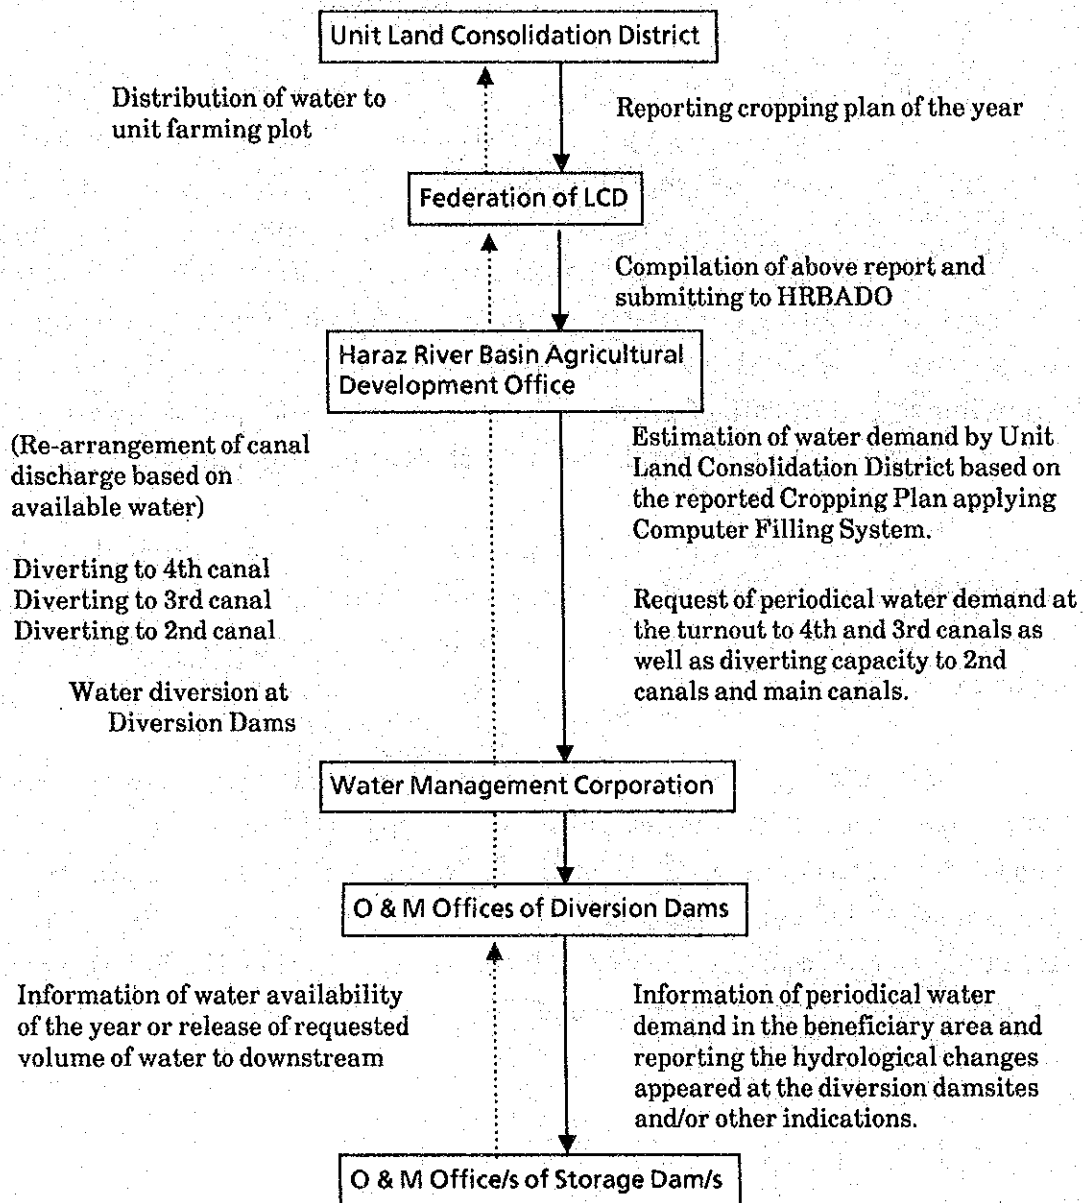 Unit Land Consolidation District
Distribution of water to
unit farming plot
Reporting cropping plan of the year
Federation of LCD
Compilation of above report and
submitting to HRBADO
Haraz River Basin Agricultural
Development Office
(Re-arrangement of canal
discharge based on
available water)
Diverting to 4th canal
Diverting to 3rd canal
Diverting to 2nd canal
Water diversion at
Diversion Dams
Estimation of water demand by Unit
Land Consolidation District based on
the reported Cropping Plan applying
Computer Filling System.
Request of periodical water demand at
the turnout to 4th and 3rd canals as
well as diverting capacity to 2nd
canals and main canals.
Water Management Corporation
O & M Offices of Diversion Dams
Information of water availability
of the year or release of requested
volume of water to downstream
Information of periodical water
demand in the beneficiary area and
reporting the hydrological changes
appeared at the diversion damsites
and/or other indications.
O & M Office/s of Storage Dam/s